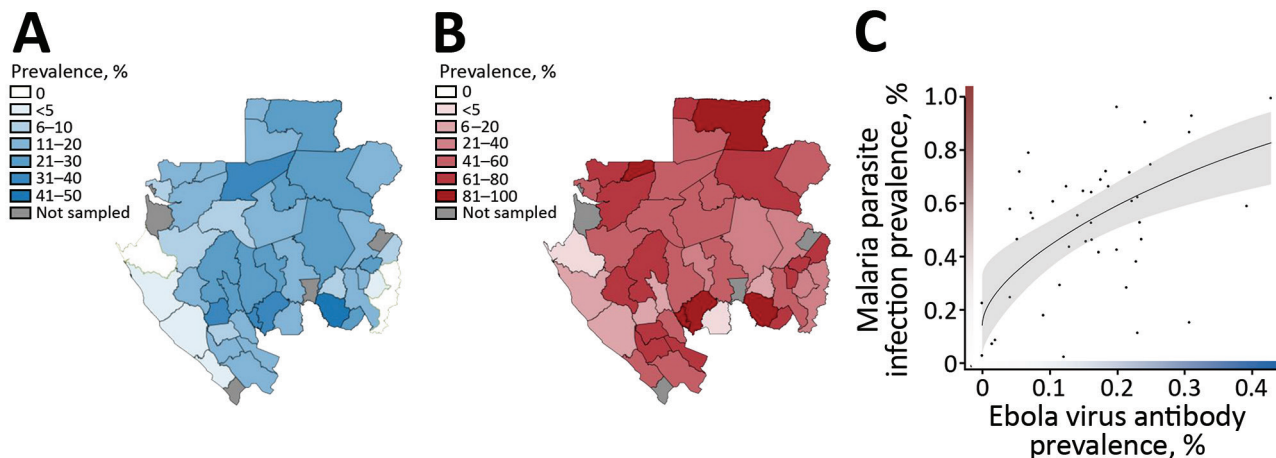 A
Prevalence, %
0
<5
6–10
11–20
21–30
31–40
41–50
Not sampled
B
Prevalence, %
0
<5
6–20
21–40
41–60
61–80
81–100
Not sampled
C
Malaria parasite
infection prevalence, %
1.0
0.8
0.6
0.4
0.2
0
0 0.1 0.2 0.3 0.4
Ebola virus antibody
prevalence, %